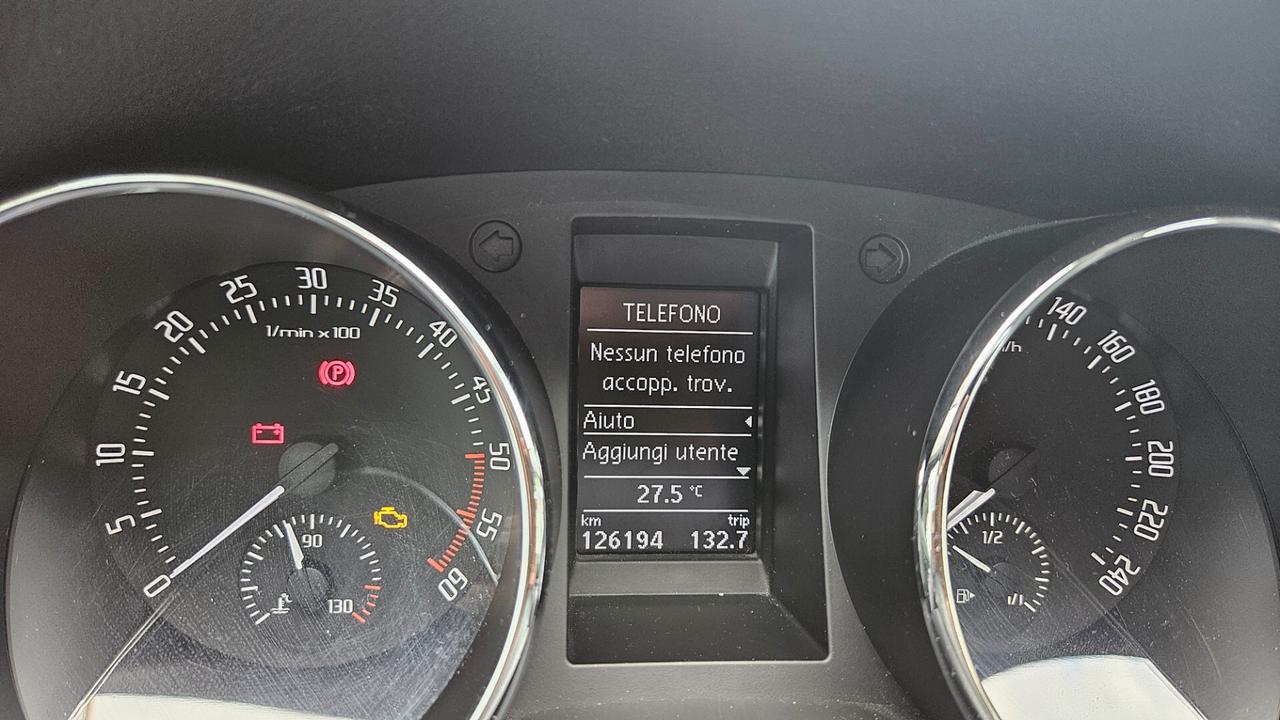 0
5
10
15
20
25
30
35
40
45
50
55
60
1/min x100
P
90
130
TELEFONO
Nessun telefono
accopp. trov.
Aiuto
Aggiungi utente
27.5 °C
km trip
126194 132.7
140
160
180
200
220
240
/h
1/2
1/1